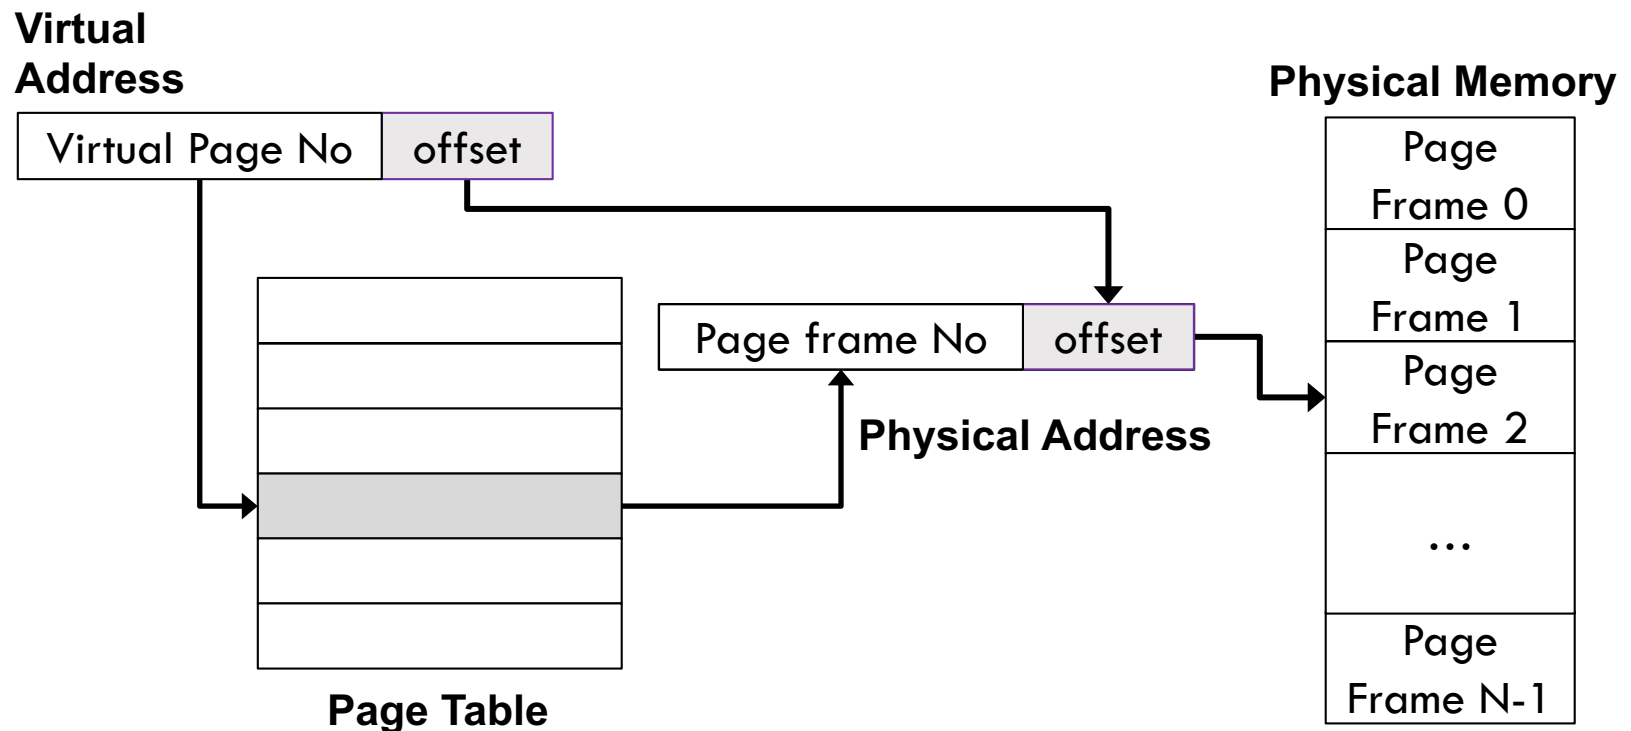 Virtual
Address
Virtual Page No offset
Page Table
Page frame No offset
Physical Address
Physical Memory
Page
Frame 0
Page
Frame 1
Page
Frame 2
...
Page
Frame N-1